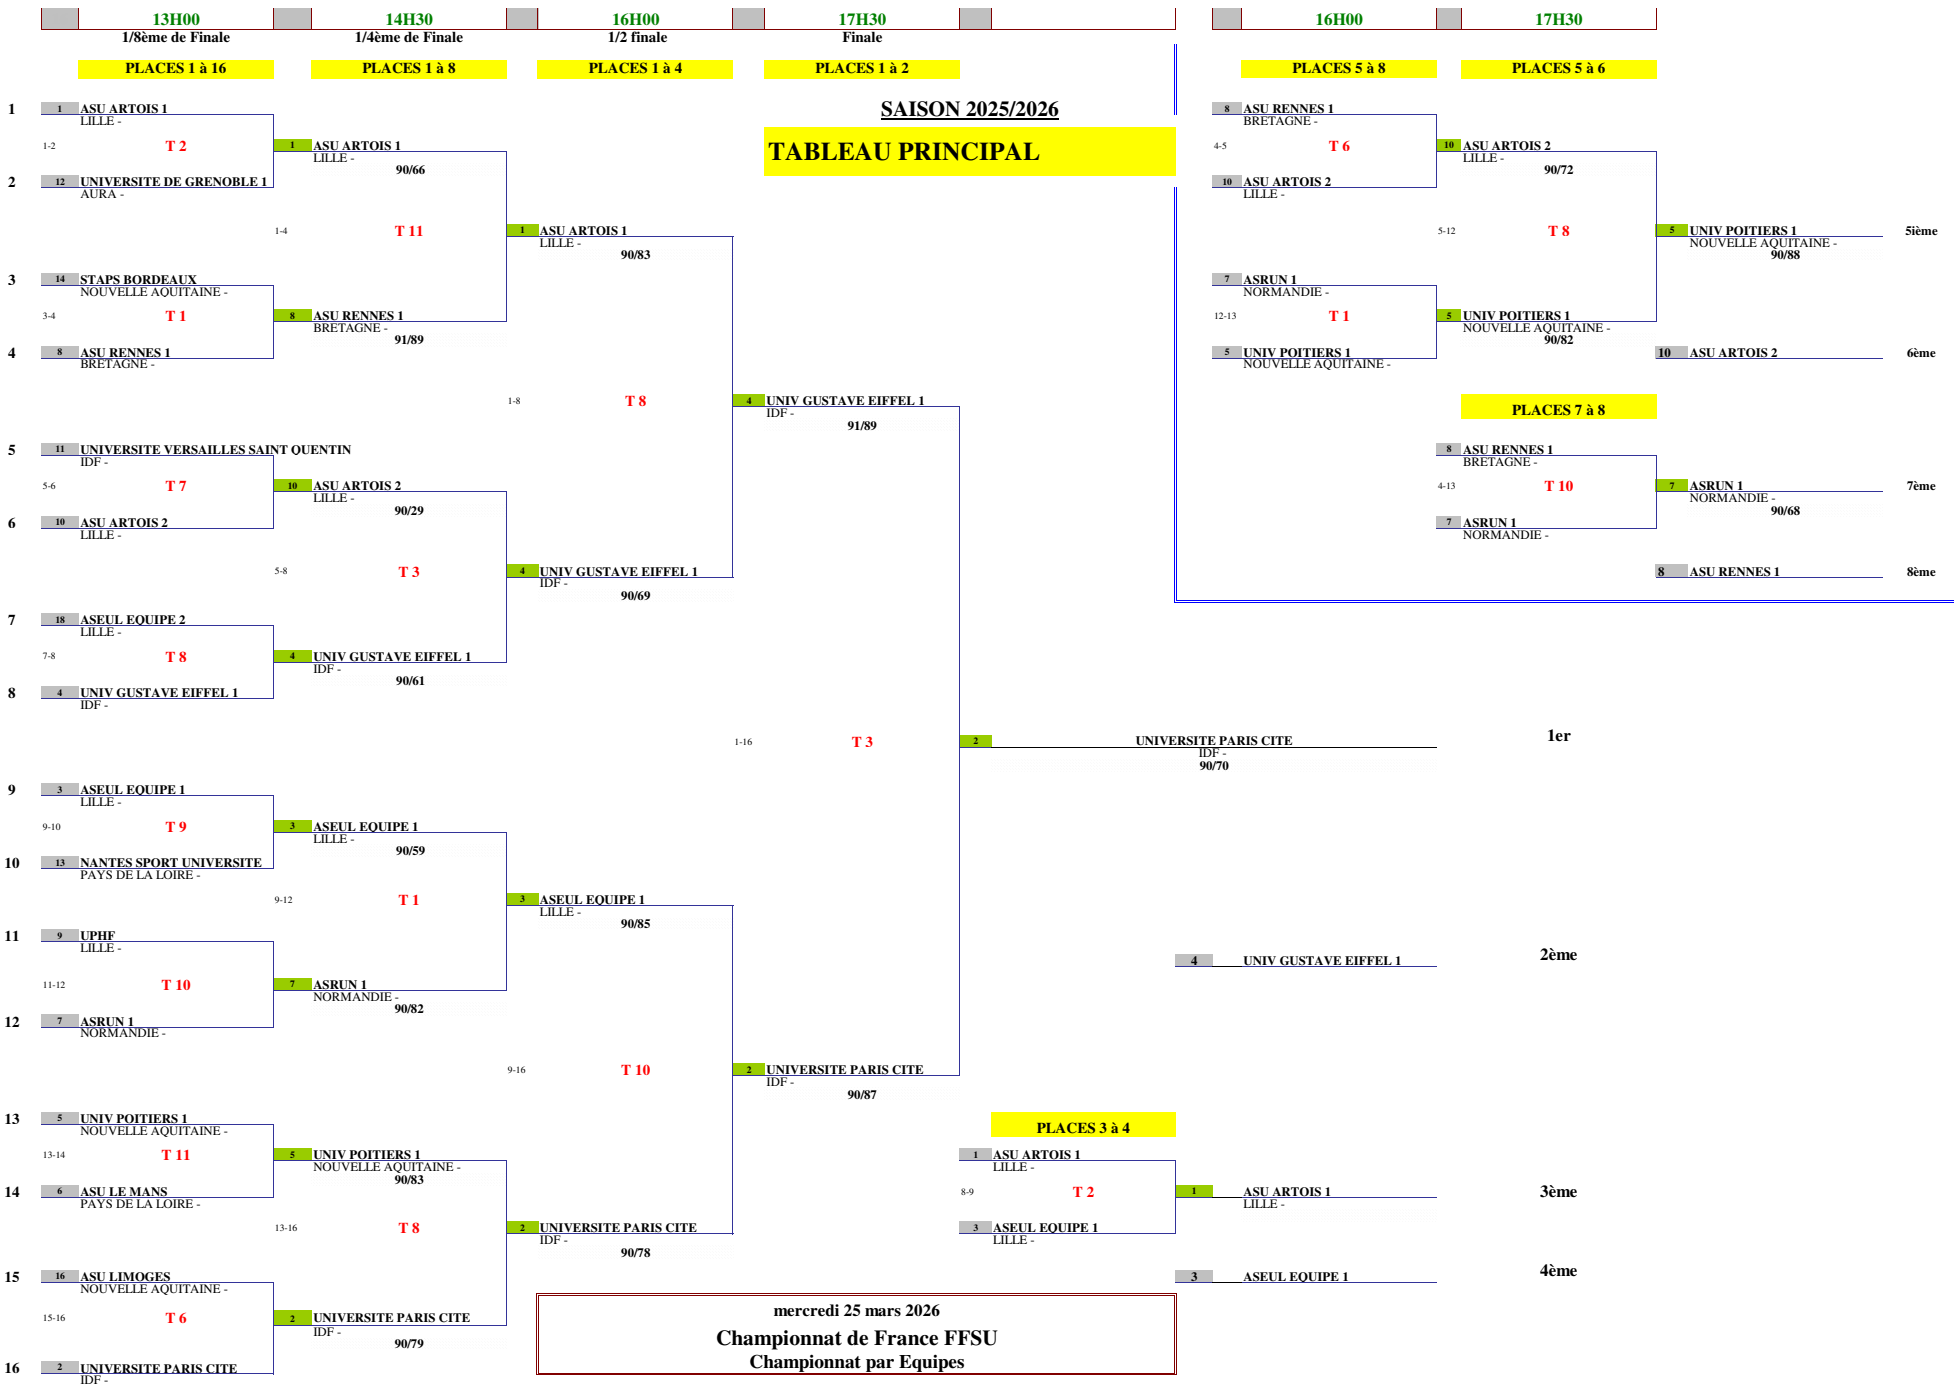 13H00 14H30 16H00 17H30 16H00 17H30
1/8ème de Finale 1/4ème de Finale 1/2 finale Finale
PLACES 1 à 16 PLACES 1 à 8 PLACES 1 à 4 PLACES 1 à 2 PLACES 5 à 8 PLACES 5 à 6
1 1 ASU ARTOIS 1 SAISON 2025/2026 8 ASU RENNES 1
LILLE - BRETAGNE -
1-2 T 2 1 ASU ARTOIS 1 TABLEAU PRINCIPAL 4-5 T 6 10 ASU ARTOIS 2
LILLE - LILLE -
90/66 90/72
2 12 UNIVERSITE DE GRENOBLE 1 10 ASU ARTOIS 2
AURA - LILLE -
1-4 T 11 1 ASU ARTOIS 1 5-12 T 8 5 UNIV POITIERS 1 5ième
LILLE - NOUVELLE AQUITAINE -
90/83 90/88
3 14 STAPS BORDEAUX 7 ASRUN 1
NOUVELLE AQUITAINE - NORMANDIE -
3-4 T 1 8 ASU RENNES 1 12-13 T 1 5 UNIV POITIERS 1
BRETAGNE - NOUVELLE AQUITAINE -
91/89 90/82
4 8 ASU RENNES 1 5 UNIV POITIERS 1 10 ASU ARTOIS 2 6ème
BRETAGNE - NOUVELLE AQUITAINE -
1-8 T 8 4 UNIV GUSTAVE EIFFEL 1 PLACES 7 à 8
IDF -
91/89
5 11 UNIVERSITE VERSAILLES SAINT QUENTIN 8 ASU RENNES 1
IDF - BRETAGNE -
5-6 T 7 10 ASU ARTOIS 2 4-13 T 10 7 ASRUN 1 7ème
LILLE - NORMANDIE -
90/29 90/68
6 10 ASU ARTOIS 2 7 ASRUN 1
LILLE - NORMANDIE -
5-8 T 3 4 UNIV GUSTAVE EIFFEL 1 8 ASU RENNES 1 8ème
IDF -
90/69
7 18 ASEUL EQUIPE 2
LILLE -
7-8 T 8 4 UNIV GUSTAVE EIFFEL 1
IDF -
90/61
8 4 UNIV GUSTAVE EIFFEL 1
IDF -
1-16 T 3 2 UNIVERSITE PARIS CITE 1er
IDF -
90/70
9 3 ASEUL EQUIPE 1
LILLE -
9-10 T 9 3 ASEUL EQUIPE 1
LILLE -
90/59
10 13 NANTES SPORT UNIVERSITE
PAYS DE LA LOIRE -
9-12 T 1 3 ASEUL EQUIPE 1
LILLE -
90/85
11 9 UPHF
LILLE -
4 UNIV GUSTAVE EIFFEL 1 2ème
11-12 T 10 7 ASRUN 1
NORMANDIE -
90/82
12 7 ASRUN 1
NORMANDIE -
9-16 T 10 2 UNIVERSITE PARIS CITE
IDF -
90/87
13 5 UNIV POITIERS 1 PLACES 3 à 4
NOUVELLE AQUITAINE -
13-14 T 11 5 UNIV POITIERS 1 1 ASU ARTOIS 1
NOUVELLE AQUITAINE - LILLE -
90/83
14 6 ASU LE MANS 8-9 T 2 1 ASU ARTOIS 1 3ème
PAYS DE LA LOIRE - LILLE -
13-16 T 8 2 UNIVERSITE PARIS CITE 3 ASEUL EQUIPE 1
IDF - LILLE -
90/78
15 16 ASU LIMOGES 3 ASEUL EQUIPE 1 4ème
NOUVELLE AQUITAINE -
15-16 T 6 2 UNIVERSITE PARIS CITE
IDF -
90/79
16 2 UNIVERSITE PARIS CITE
IDF -
mercredi 25 mars 2026
Championnat de France FFSU
Championnat par Equipes